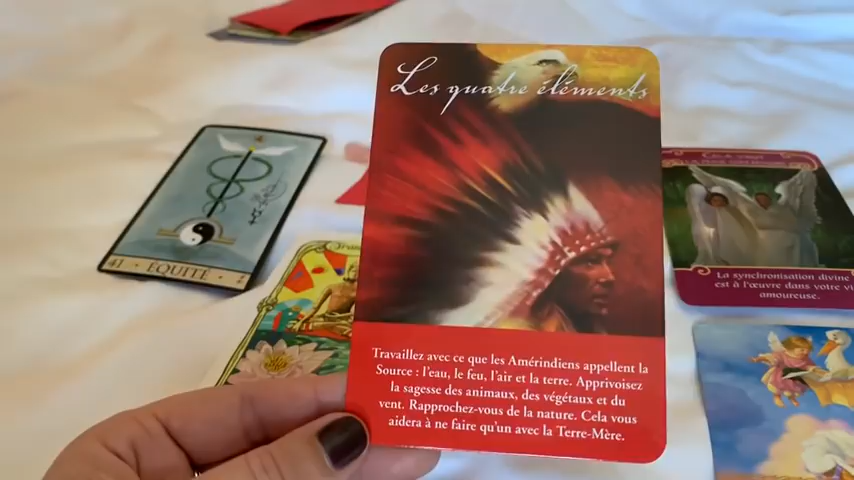 Les quatre éléments
Travaillez avec ce que les Amérindiens appellent la
Source : l'eau, le feu, l'air et la terre. Apprivoisez
la sagesse des animaux, des végétaux et du
vent. Rapprochez-vous de la nature. Cela vous
aidera à ne faire qu'un avec la Terre-Mère.
41 • ÉQUITÉ •
La synchronisation divine
est à l'œuvre dans votre vi
amoureuse.